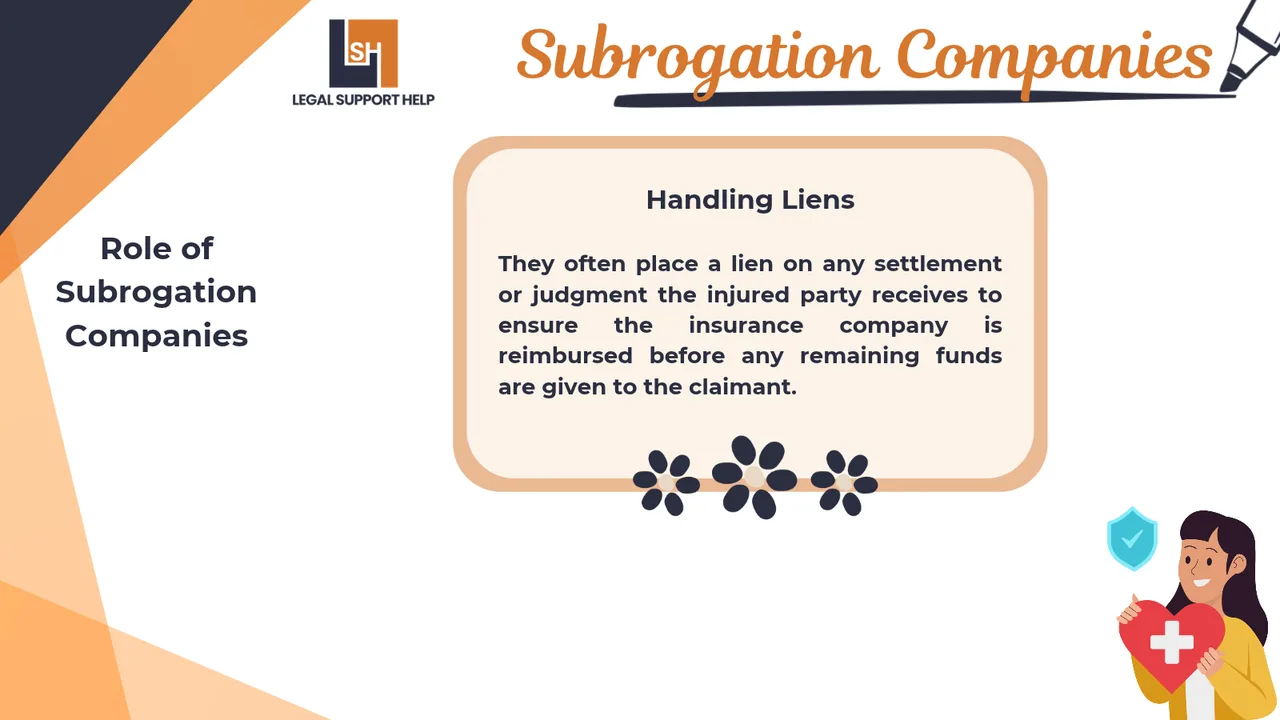 LSH
LEGAL SUPPORT HELP
Subrogation Companies
Role of
Subrogation
Companies
Handling Liens
They often place a lien on any settlement
or judgment the injured party receives to
ensure the insurance company is
reimbursed before any remaining funds
are given to the claimant.